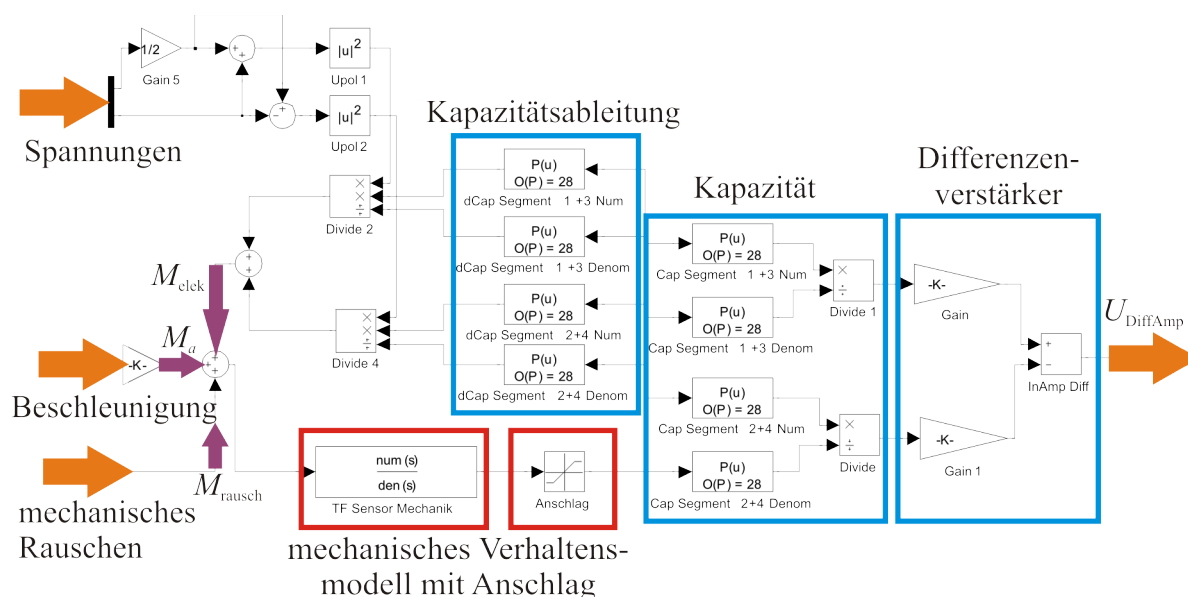 1/2
Gain 5
+
+
|u|²
Upol 1
+
-
|u|²
Upol 2
Spannungen
Kapazitätsableitung
P(u)
O(P) = 28
dCap Segment 1 +3 Num
P(u)
O(P) = 28
dCap Segment 1 +3 Denom
P(u)
O(P) = 28
dCap Segment 2+4 Num
P(u)
O(P) = 28
dCap Segment 2+4 Denom
×
×
÷
Divide 2
×
×
÷
Divide 4
+
+
Kapazität
P(u)
O(P) = 28
Cap Segment 1 +3 Num
P(u)
O(P) = 28
Cap Segment 1 +3 Denom
P(u)
O(P) = 28
Cap Segment 2+4 Num
P(u)
O(P) = 28
Cap Segment 2+4 Denom
×
÷
Divide 1
×
÷
Divide
Differenzen-
verstärker
-K-
Gain
-K-
Gain 1
+
−
InAmp Diff
U DiffAmp
M elek
M a
-K-
+
+
+
Beschleunigung
M rausch
mechanisches
Rauschen
num (s)
den (s)
TF Sensor Mechanik
Anschlag
mechanisches Verhaltens-
modell mit Anschlag